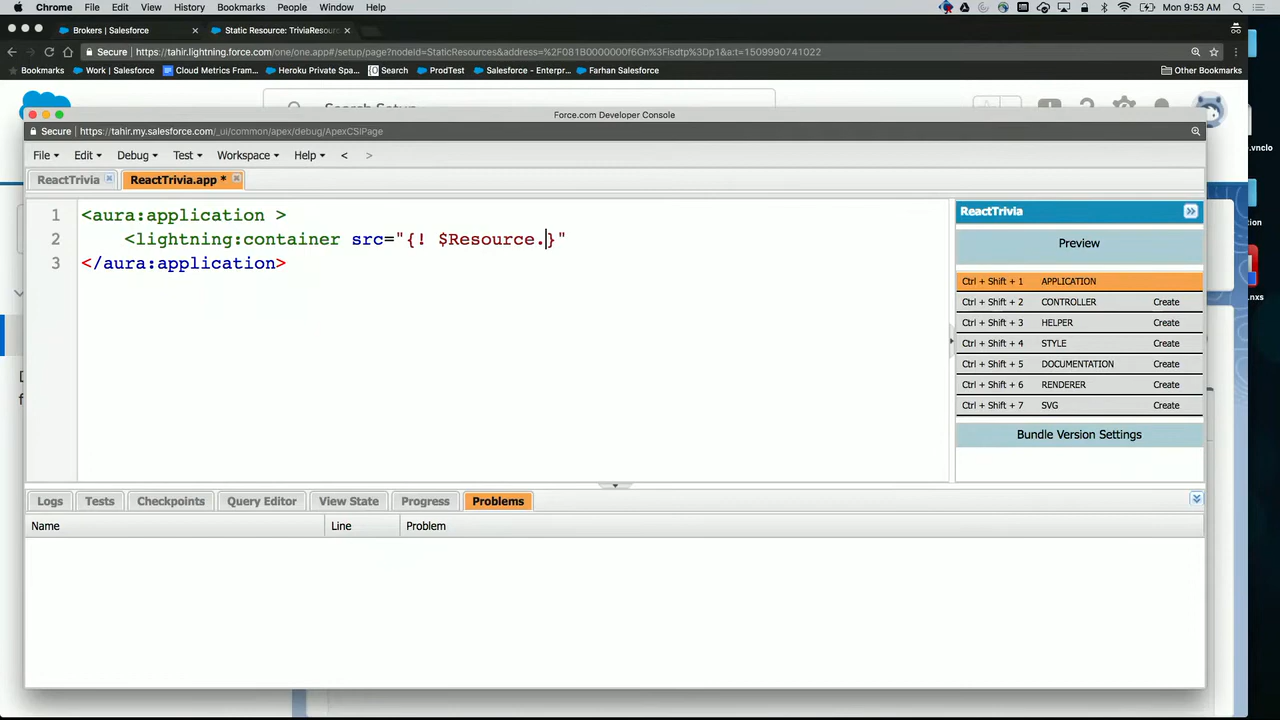 Chrome File Edit View History Bookmarks People Window Help Mon 9:53 AM
Brokers | Salesforce × Static Resource: TriviaResou ×
Secure https://tahir.lightning.force.com/one/one.app#/setup/page?nodeId=StaticResources&address=%2F081B0000000f6Gn%3Fisdtp%3Dp1&a:t=1509990741022
Bookmarks Work | Salesforce Cloud Metrics Fram... Heroku Private Spa... Search ProdTest Salesforce - Enterpr... Farhan Salesforce Other Bookmarks
Search Setup
Force.com Developer Console
Secure https://tahir.my.salesforce.com/_ui/common/apex/debug/ApexCSIPage
File Edit Debug Test Workspace Help < >
ReactTrivia ReactTrivia.app *
1 <aura:application >
2 <lightning:container src="{! $Resource.}"
3 </aura:application>
ReactTrivia
Preview
Ctrl + Shift + 1 APPLICATION
Ctrl + Shift + 2 CONTROLLER Create
Ctrl + Shift + 3 HELPER Create
Ctrl + Shift + 4 STYLE Create
Ctrl + Shift + 5 DOCUMENTATION Create
Ctrl + Shift + 6 RENDERER Create
Ctrl + Shift + 7 SVG Create
Bundle Version Settings
Logs Tests Checkpoints Query Editor View State Progress Problems
Name Line Problem